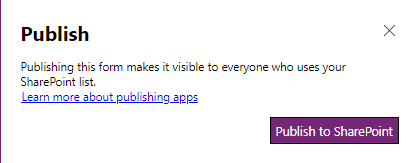 Publish
Publishing this form makes it visible to everyone who uses your
SharePoint list.
Learn more about publishing apps
Publish to SharePoint